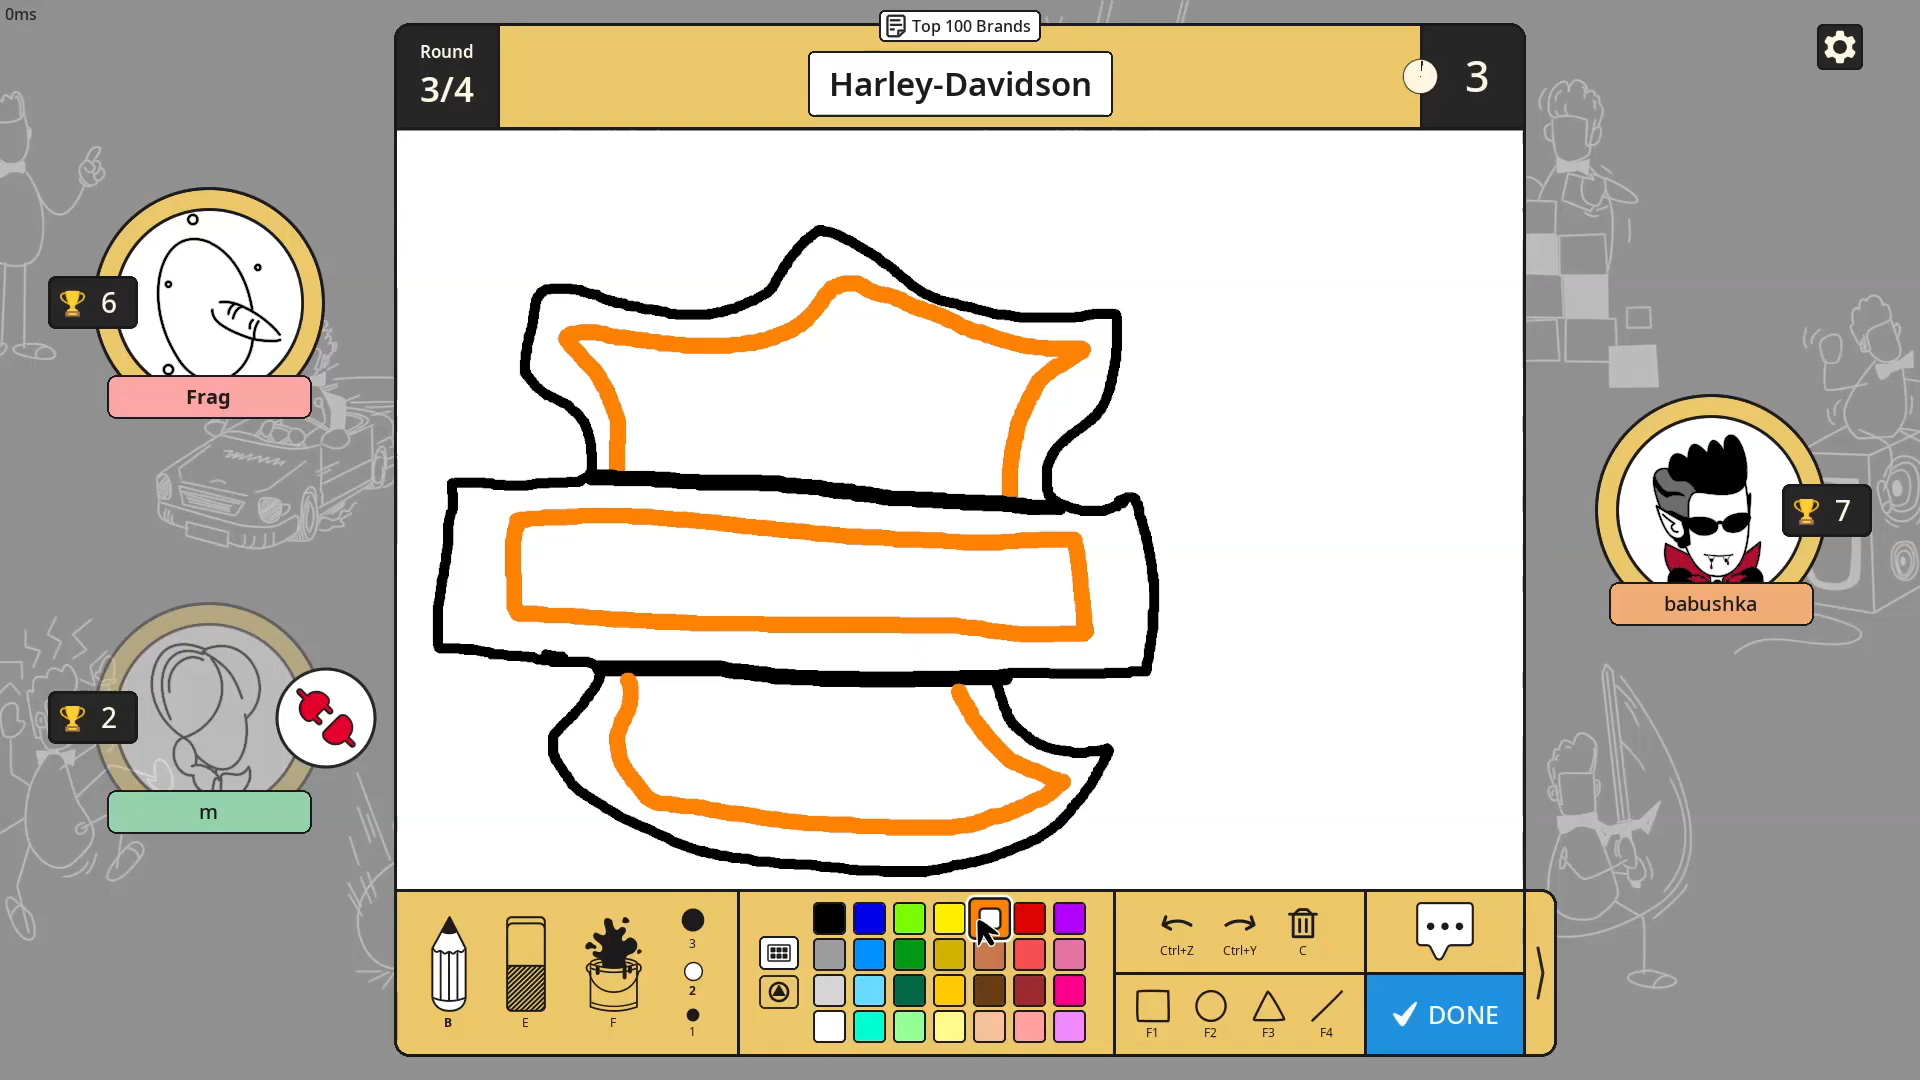 0ms
Top 100 Brands
Round
3/4
Harley-Davidson
3
6
Frag
7
babushka
2
m
B
E
F
3
2
1
Ctrl+Z
Ctrl+Y
C
F1
F2
F3
F4
DONE